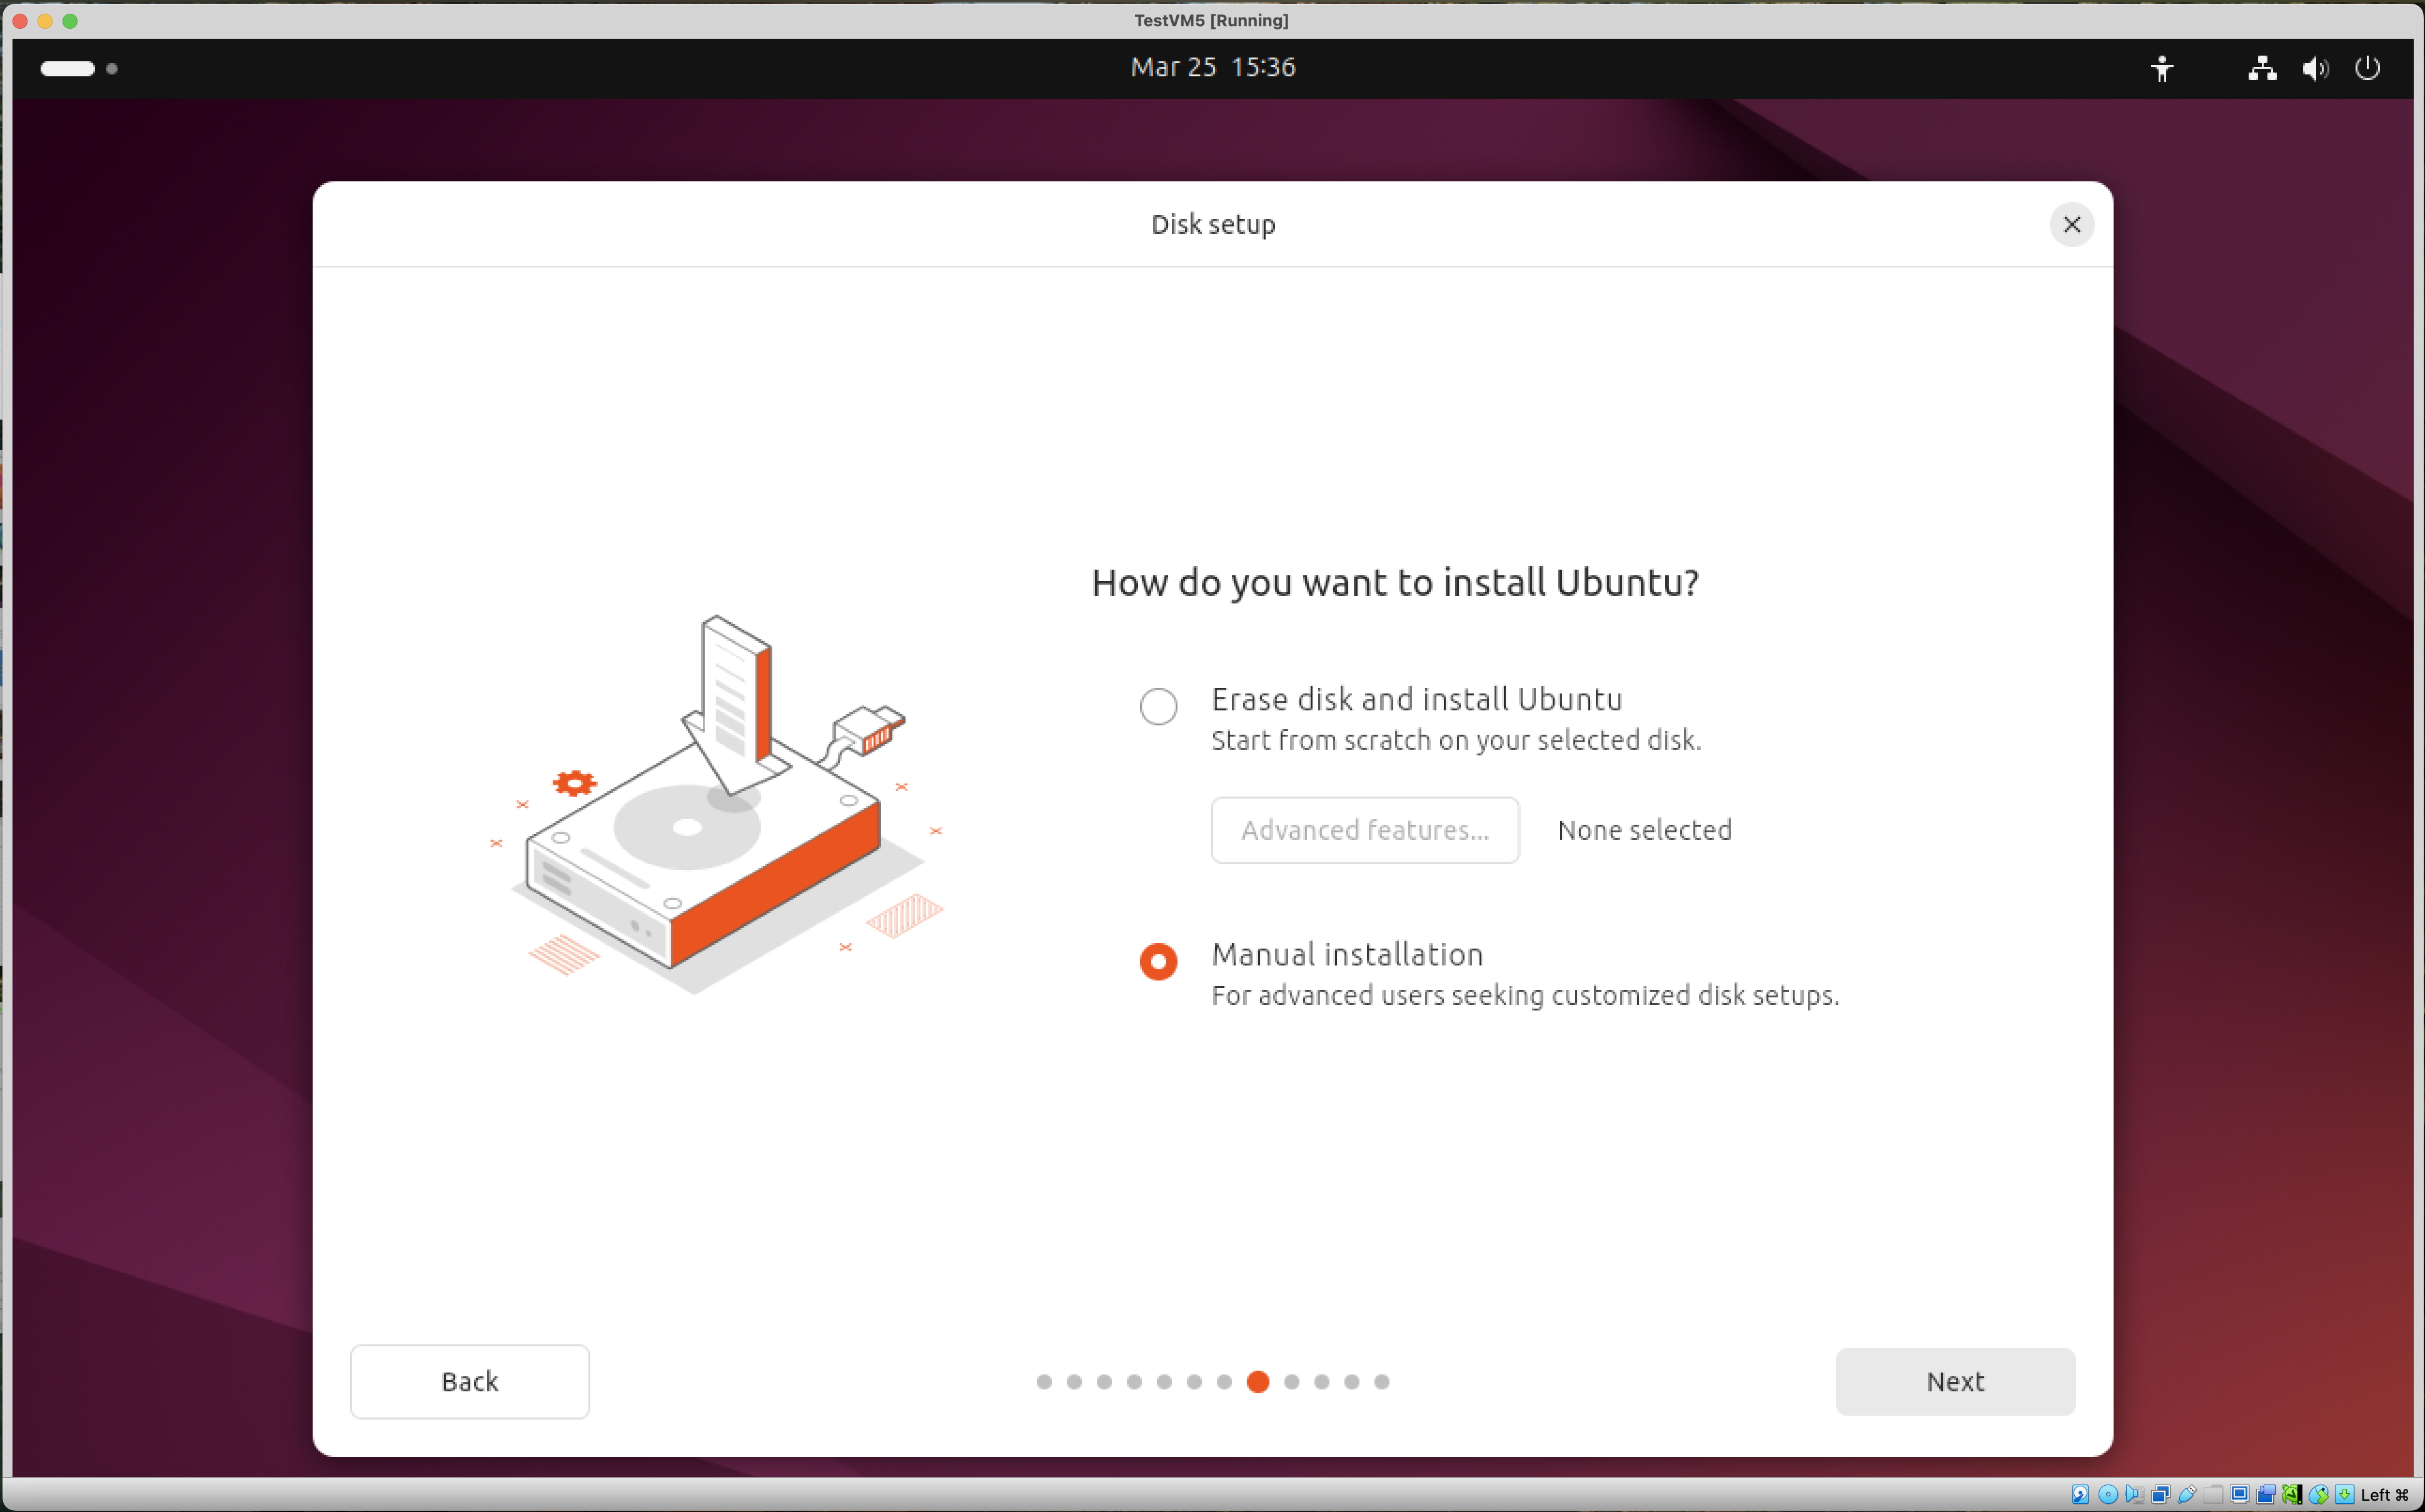 TestVM5 [Running]
Mar 25 15:36
Disk setup
How do you want to install Ubuntu?
Erase disk and install Ubuntu
Start from scratch on your selected disk.
Advanced features...
None selected
Manual installation
For advanced users seeking customized disk setups.
Back
Next
Left ⌘